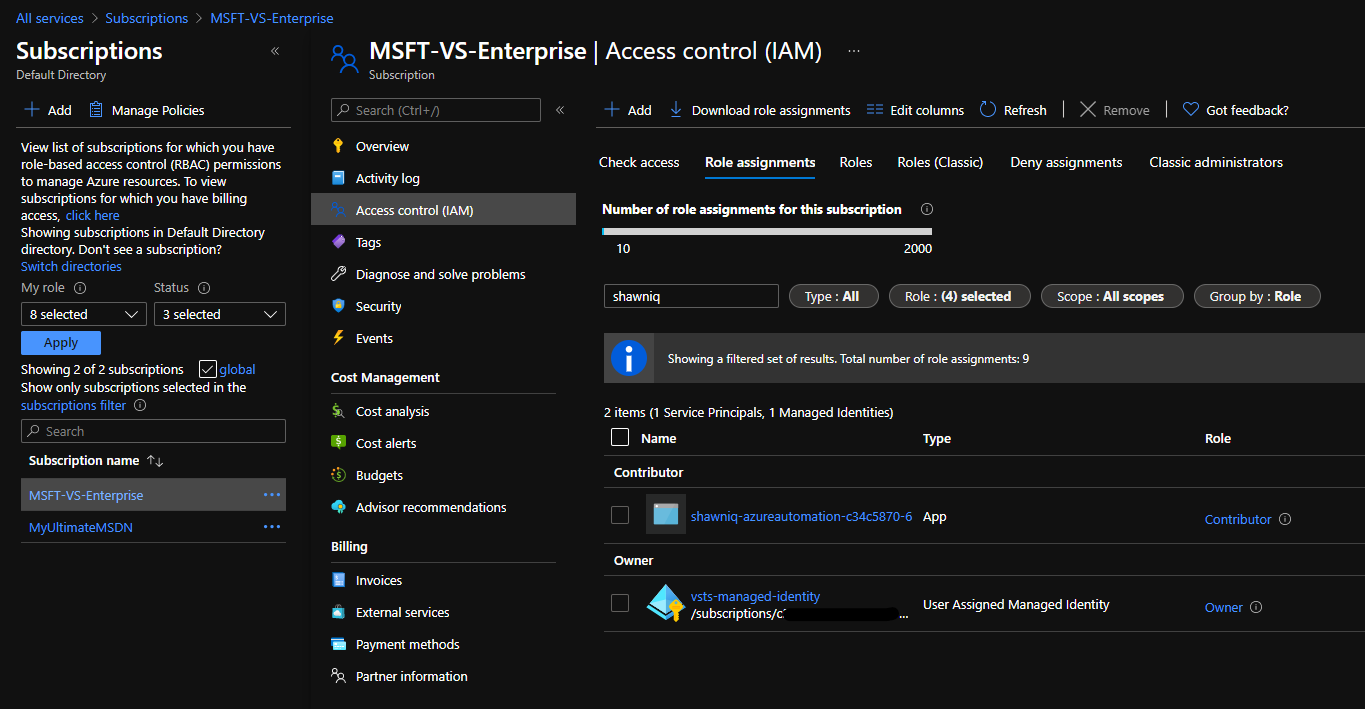 All services > Subscriptions > MSFT-VS-Enterprise
Subscriptions
Default Directory
Add
Manage Policies
View list of subscriptions for which you have
role-based access control (RBAC) permissions
to manage Azure resources. To view
subscriptions for which you have billing
access, click here
Showing subscriptions in Default Directory
directory. Don't see a subscription?
Switch directories
My role
Status
8 selected
3 selected
Apply
Showing 2 of 2 subscriptions
global
Show only subscriptions selected in the
subscriptions filter
Search
Subscription name
MSFT-VS-Enterprise
MyUltimateMSDN
MSFT-VS-Enterprise | Access control (IAM)
Subscription
Search (Ctrl+/)
Overview
Activity log
Access control (IAM)
Tags
Diagnose and solve problems
Security
Events
Cost Management
Cost analysis
Cost alerts
Budgets
Advisor recommendations
Billing
Invoices
External services
Payment methods
Partner information
Add
Download role assignments
Edit columns
Refresh
Remove
Got feedback?
Check access
Role assignments
Roles
Roles (Classic)
Deny assignments
Classic administrators
Number of role assignments for this subscription
10
2000
shawniq
Type : All
Role : (4) selected
Scope : All scopes
Group by : Role
Showing a filtered set of results. Total number of role assignments: 9
2 items (1 Service Principals, 1 Managed Identities)
Name
Type
Role
Contributor
shawniq-azureautomation-c34c5870-6
App
Contributor
Owner
vsts-managed-identity
/subscriptions/c
...
User Assigned Managed Identity
Owner